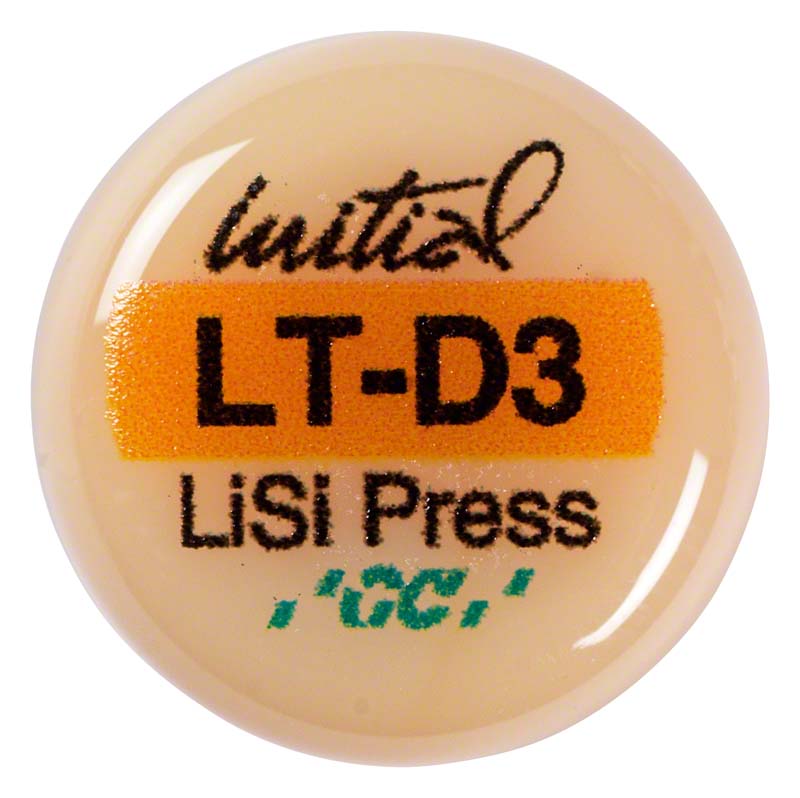 Initial
LT-D3
LiSi Press
GC